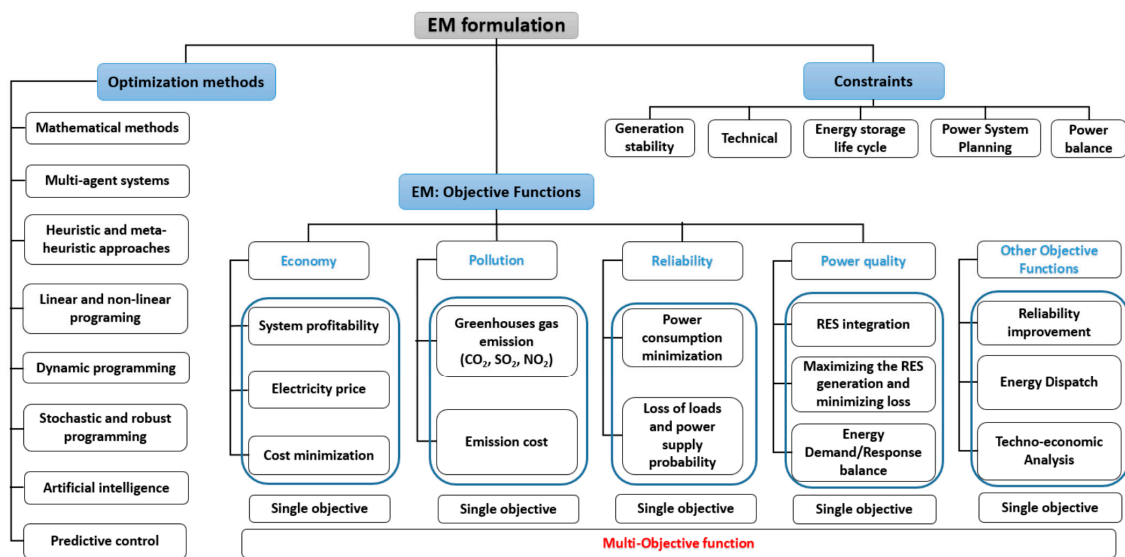 EM formulation
Optimization methods
Constraints
Mathematical methods
Multi-agent systems
Heuristic and meta-
heuristic approaches
Linear and non-linear
programing
Dynamic programming
Stochastic and robust
programming
Artificial intelligence
Predictive control
Generation
stability
Technical
Energy storage
life cycle
Power System
Planning
Power
balance
EM: Objective Functions
Economy
System profitability
Electricity price
Cost minimization
Single objective
Pollution
Greenhouses gas
emission
(CO₂, SO₂, NO₂)
Emission cost
Single objective
Reliability
Power
consumption
minimization
Loss of loads
and power
supply
probability
Single objective
Power quality
RES integration
Maximizing the RES
generation and
minimizing loss
Energy
Demand/Response
balance
Single objective
Other Objective
Functions
Reliability
improvement
Energy Dispatch
Techno-economic
Analysis
Single objective
Multi-Objective function